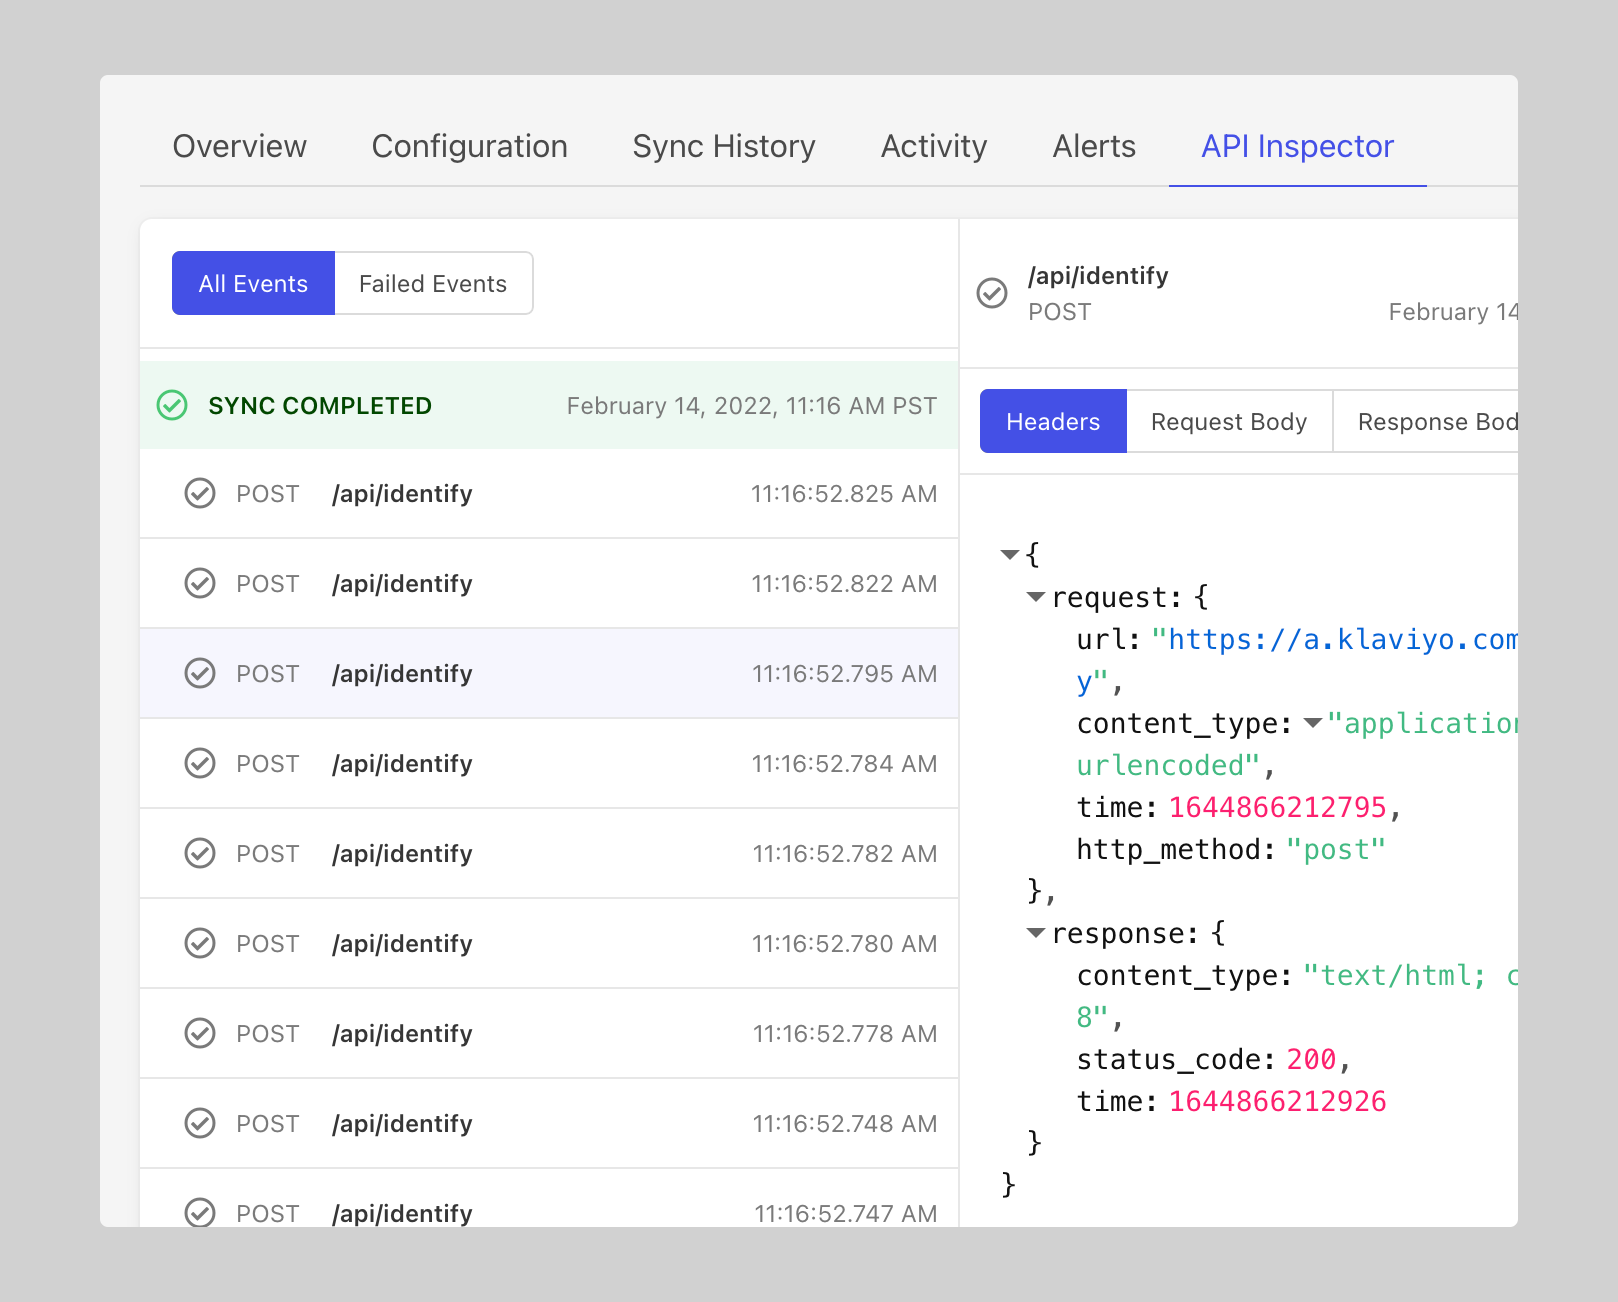 Overview Configuration Sync History Activity Alerts API Inspector
All Events Failed Events
SYNC COMPLETED February 14, 2022, 11:16 AM PST
POST /api/identify 11:16:52.825 AM
POST /api/identify 11:16:52.822 AM
POST /api/identify 11:16:52.795 AM
POST /api/identify 11:16:52.784 AM
POST /api/identify 11:16:52.782 AM
POST /api/identify 11:16:52.780 AM
POST /api/identify 11:16:52.778 AM
POST /api/identify 11:16:52.748 AM
POST /api/identify 11:16:52.747 AM
/api/identify
POST February 14
Headers Request Body Response Bod
{
request: {
url: "https://a.klaviyo.com
y",
content_type: "application
urlencoded",
time: 1644866212795,
http_method: "post"
},
response: {
content_type: "text/html; c
8",
status_code: 200,
time: 1644866212926
}
}